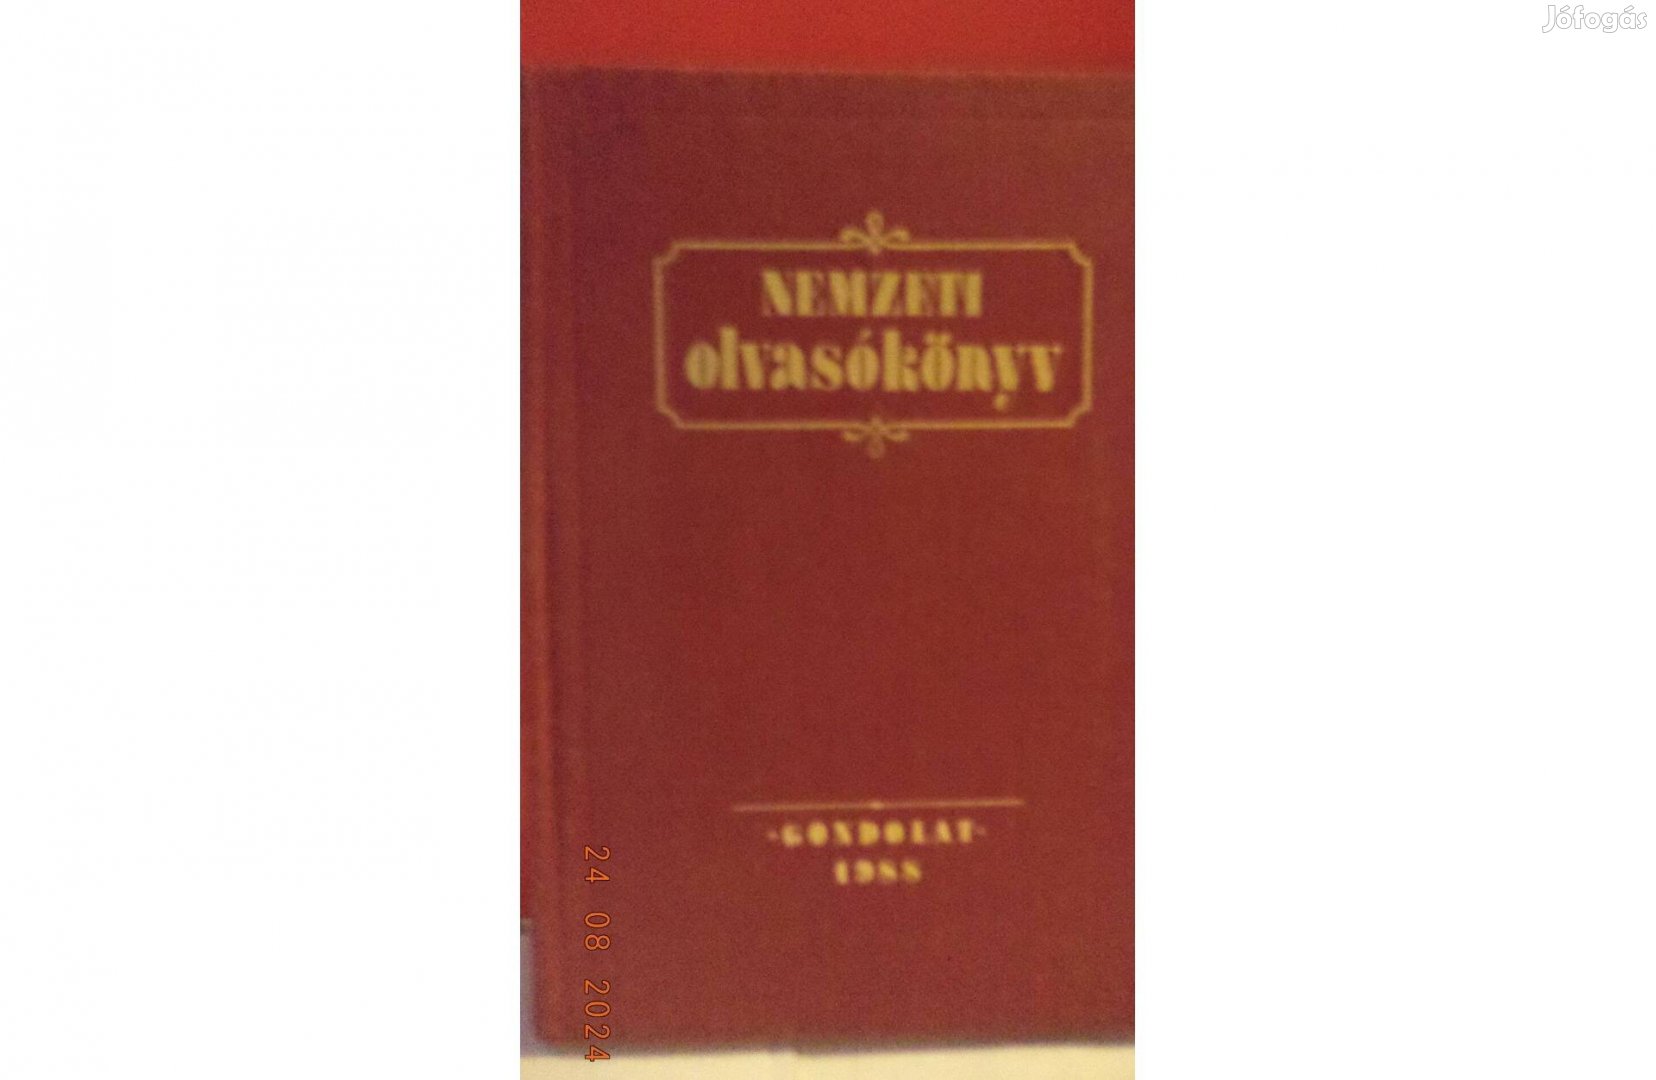 Jófogás
NEMZETI
olvasókönyv
·GONDOLAT·
1988
24 08 2024